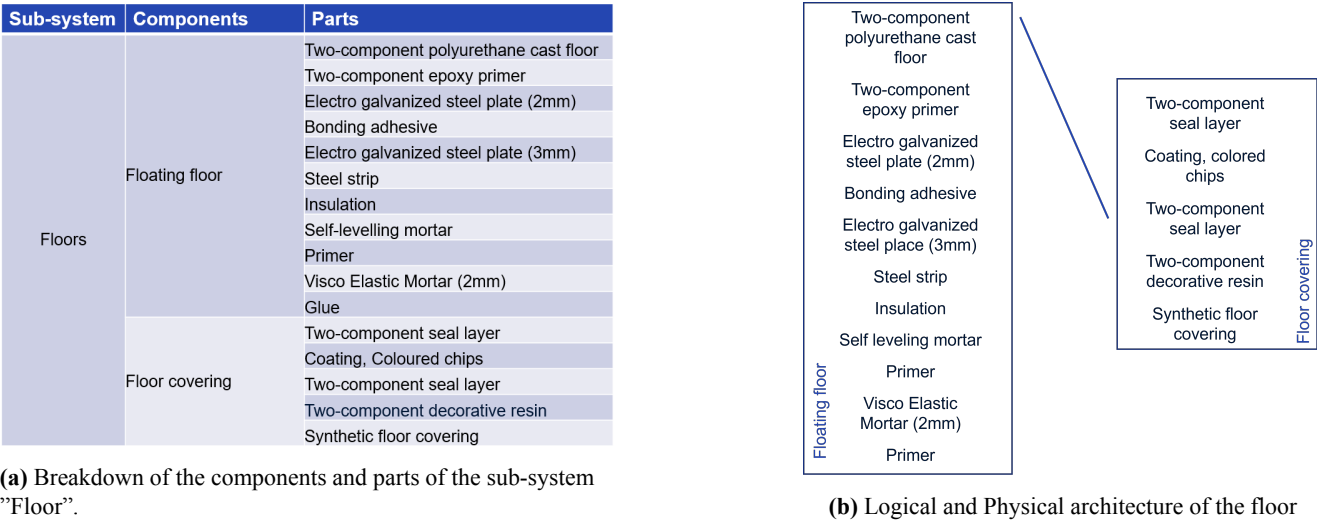 Sub-system Components Parts
Floors
Floating floor
Two-component polyurethane cast floor
Two-component epoxy primer
Electro galvanized steel plate (2mm)
Bonding adhesive
Electro galvanized steel plate (3mm)
Steel strip
Insulation
Self-levelling mortar
Primer
Visco Elastic Mortar (2mm)
Glue
Floor covering
Two-component seal layer
Coating, Coloured chips
Two-component seal layer
Two-component decorative resin
Synthetic floor covering
(a) Breakdown of the components and parts of the sub-system
”Floor”.
Two-component
polyurethane cast
floor
Two-component
epoxy primer
Electro galvanized
steel plate (2mm)
Bonding adhesive
Electro galvanized
steel place (3mm)
Steel strip
Insulation
Self leveling mortar
Primer
Visco Elastic
Mortar (2mm)
Primer
Floating floor
Two-component
seal layer
Coating, colored
chips
Two-component
seal layer
Two-component
decorative resin
Synthetic floor
covering
Floor covering
(b) Logical and Physical architecture of the floor